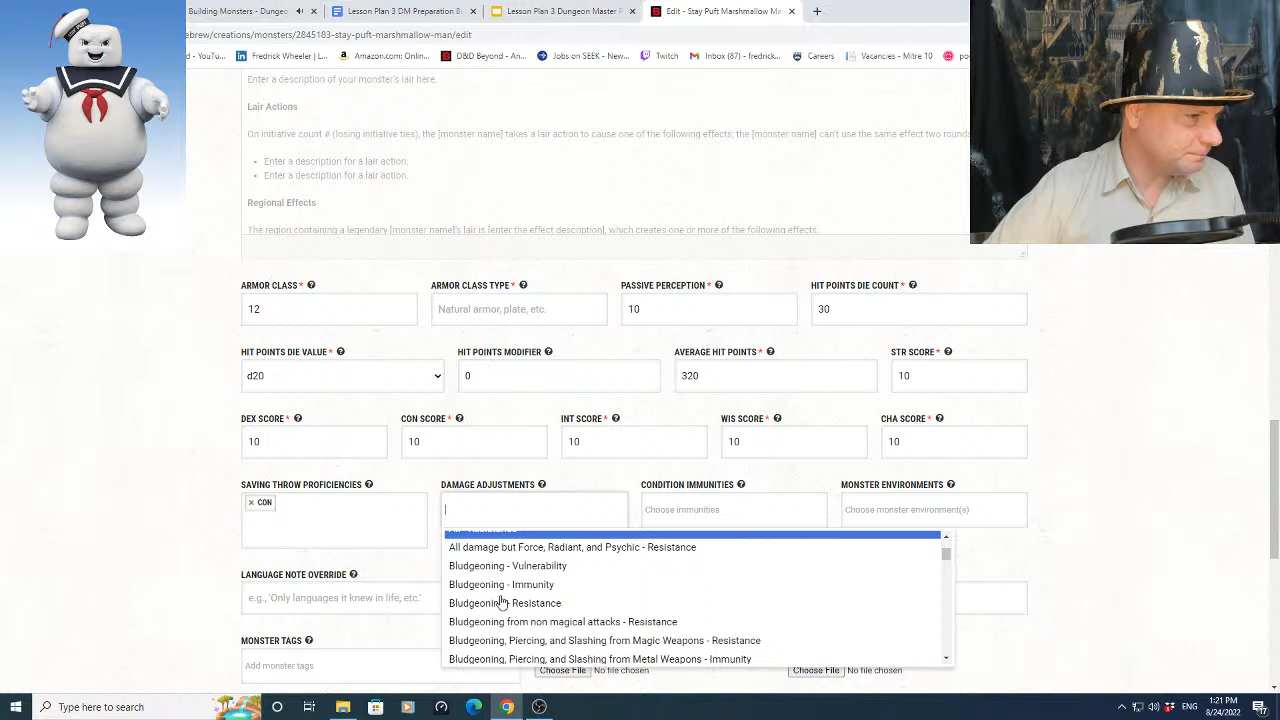 Building Monsters - Dungeon
Lesson Plan 3 DM Preparation B
Lesson Plan 3 Dungeon Master F
Edit - Stay Puft Marshmallow Ma
ebrew/creations/monsters/2845183-stay-puft-marshmallow-man/edit
d - YouTu...
Fredrick Wheeler | L...
Amazon.com: Onlin...
D&D Beyond - An...
Jobs on SEEK - New...
Twitch
Inbox (87) - fredrick...
Careers
Vacancies - Mitre 10
Enter a description of your monster's lair here.
Lair Actions
On initiative count # (losing initiative ties), the [monster name] takes a lair action to cause one of the following effects; the [monster name] can't use the same effect two rounds
Enter a description for a lair action.
Enter a description for a lair action.
Regional Effects
The region containing a legendary [monster name]'s lair is [enter the effect description], which creates one or more of the following effects:
ARMOR CLASS * ARMOR CLASS TYPE * PASSIVE PERCEPTION * HIT POINTS DIE COUNT *
12 Natural armor, plate, etc. 10 30
HIT POINTS DIE VALUE * HIT POINTS MODIFIER AVERAGE HIT POINTS * STR SCORE *
d20 0 320 10
DEX SCORE * CON SCORE * INT SCORE * WIS SCORE * CHA SCORE *
10 10 10 10 10
SAVING THROW PROFICIENCIES DAMAGE ADJUSTMENTS CONDITION IMMUNITIES MONSTER ENVIRONMENTS
× CON Choose immunities Choose monster environment(s)
All damage but Force, Radiant, and Psychic - Resistance
Bludgeoning - Vulnerability
Bludgeoning - Immunity
Bludgeoning - Resistance
Bludgeoning from non magical attacks - Resistance
Bludgeoning, Piercing, and Slashing from Magic Weapons - Resistance
Bludgeoning, Piercing, and Slashing from Metal Weapons - Immunity
LANGUAGE NOTE OVERRIDE
e.g., 'Only languages it knew in life, etc.'
MONSTER TAGS
Add monster tags
Choose File No file chosen Choose File No file chosen
Type here to search
ENG
1:21 PM
8/24/2022
17